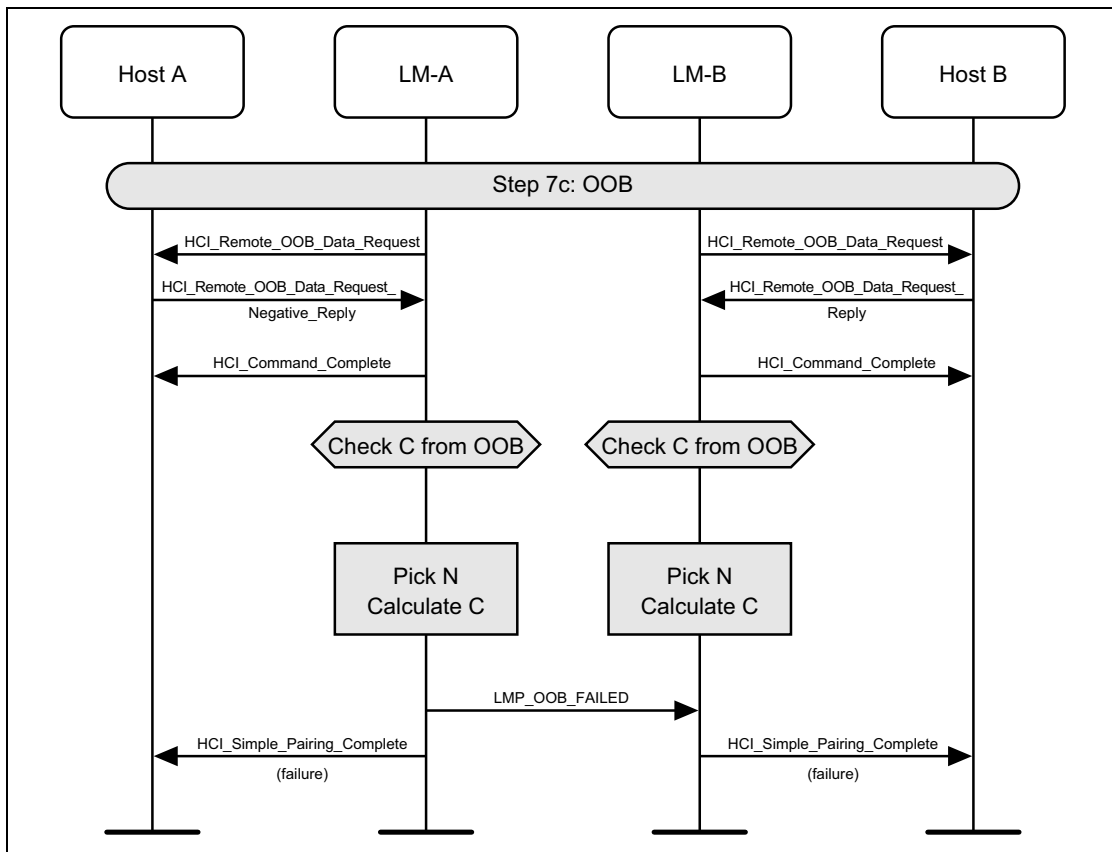 Host A
LM-A
LM-B
Host B
Step 7c: OOB
HCI_Remote_OOB_Data_Request
HCI_Remote_OOB_Data_Request
HCI_Remote_OOB_Data_Request_
Negative_Reply
HCI_Remote_OOB_Data_Request_
Reply
HCI_Command_Complete
HCI_Command_Complete
Check C from OOB
Check C from OOB
Pick N
Calculate C
Pick N
Calculate C
LMP_OOB_FAILED
HCI_Simple_Pairing_Complete
(failure)
HCI_Simple_Pairing_Complete
(failure)